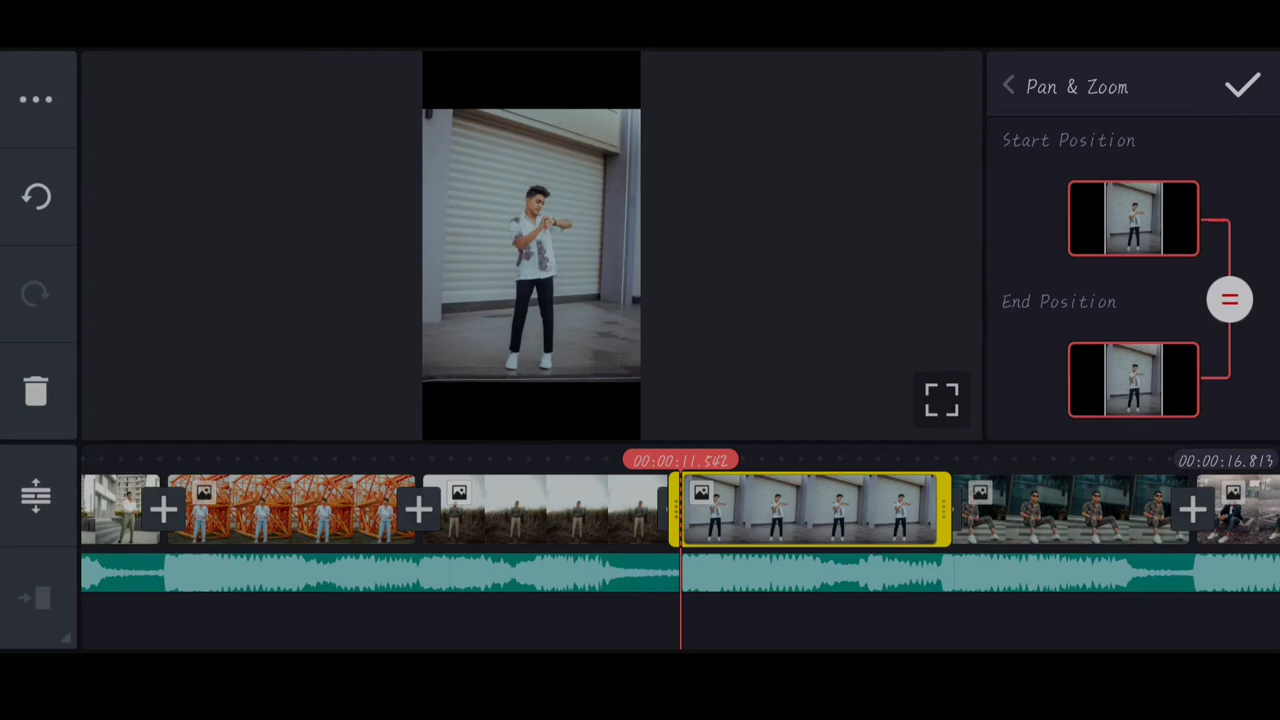 Pan & Zoom
Start Position
End Position
00:00:11.542
00:00:16.813